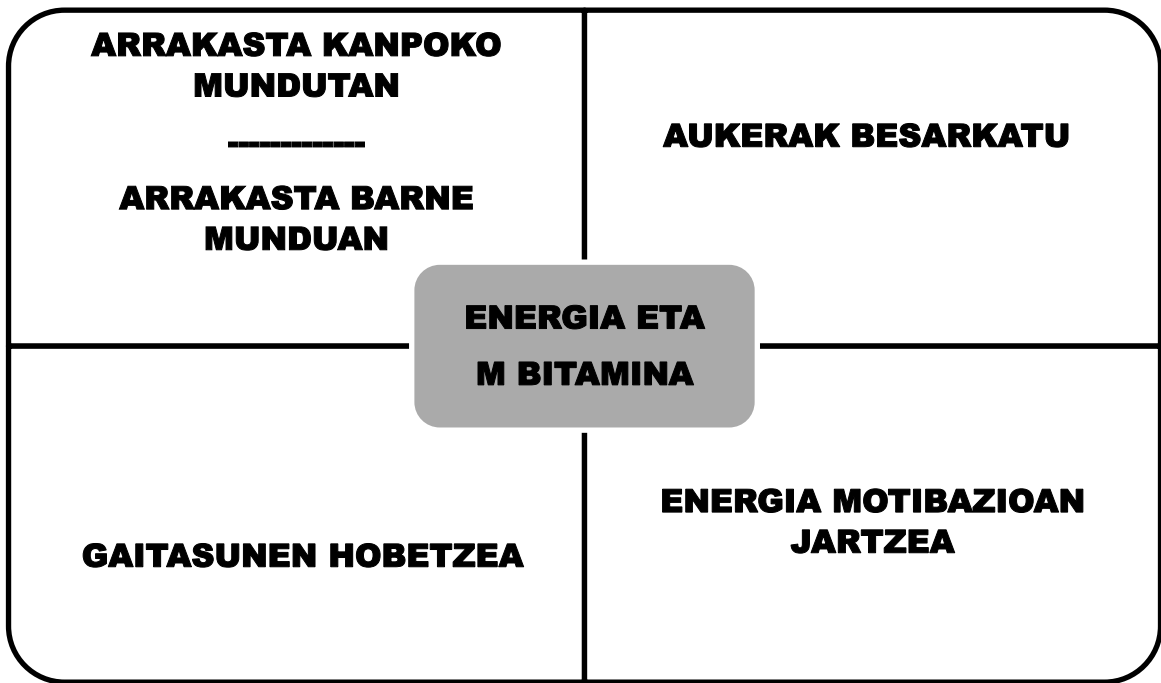 ARRAKASTA KANPOKO
MUNDUTAN
-------------
ARRAKASTA BARNE
MUNDUAN
AUKERAK BESARKATU
ENERGIA ETA
M BITAMINA
GAITASUNEN HOBETZEA
ENERGIA MOTIBAZIOAN
JARTZEA